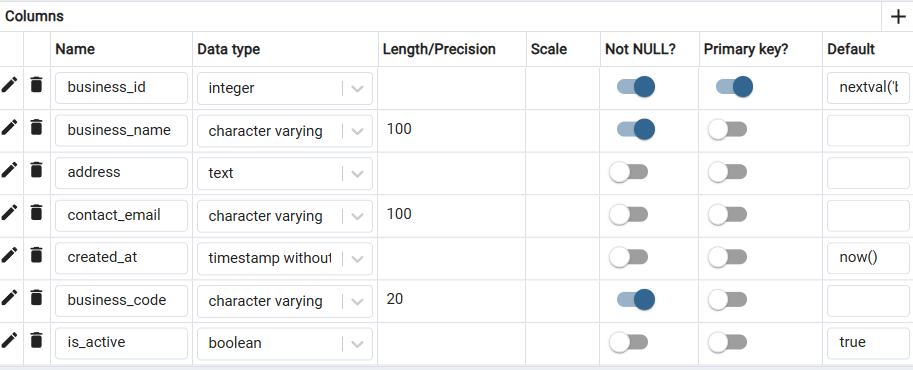 Columns
Name Data type Length/Precision Scale Not NULL? Primary key? Default
business_id integer nextval('
business_name character varying 100
address text
contact_email character varying 100
created_at timestamp without now()
business_code character varying 20
is_active boolean true